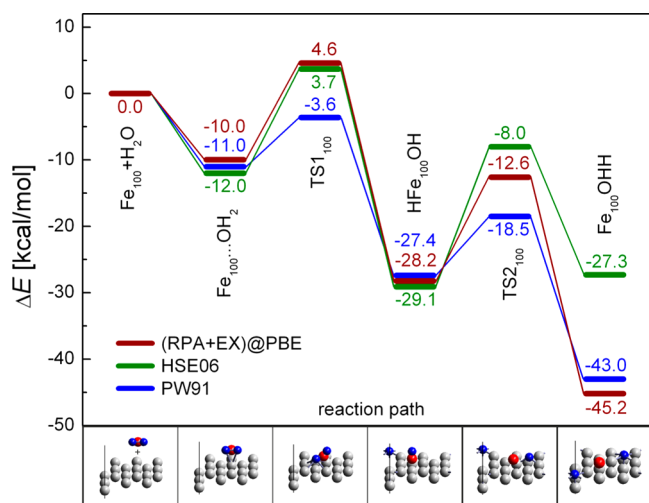 10
0
-10
-20
-30
-40
-50
ΔE [kcal/mol]
0.0
Fe₁₀₀+H₂O
-10.0
-11.0
-12.0
Fe₁₀₀...OH₂
4.6
3.7
-3.6
TS1₁₀₀
HFe₁₀₀OH
-27.4
-28.2
-29.1
-8.0
-12.6
-18.5
TS2₁₀₀
Fe₁₀₀OHH
-27.3
-43.0
-45.2
(RPA+EX)@PBE
HSE06
PW91
reaction path